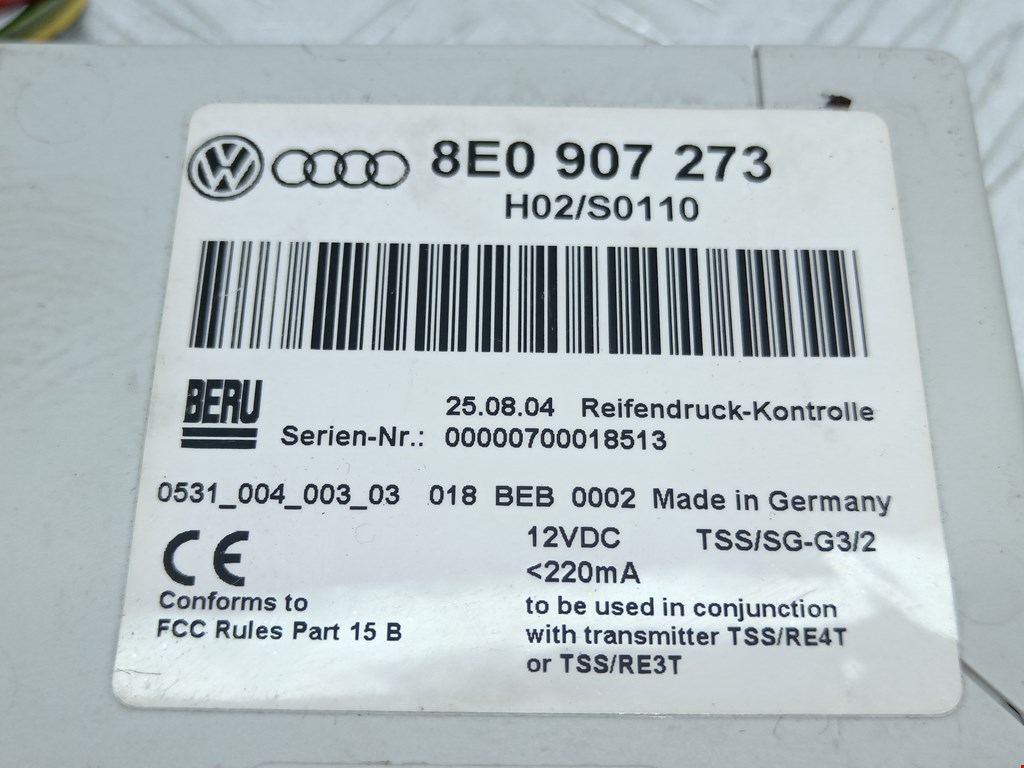 8E0 907 273
H02/S0110
BERU
25.08.04 Reifendruck-Kontrolle
Serien-Nr.: 00000700018513
0531_004_003_03 018 BEB 0002 Made in Germany
12VDC TSS/SG-G3/2
<220mA
CE
Conforms to
FCC Rules Part 15 B
to be used in conjunction
with transmitter TSS/RE4T
or TSS/RE3T